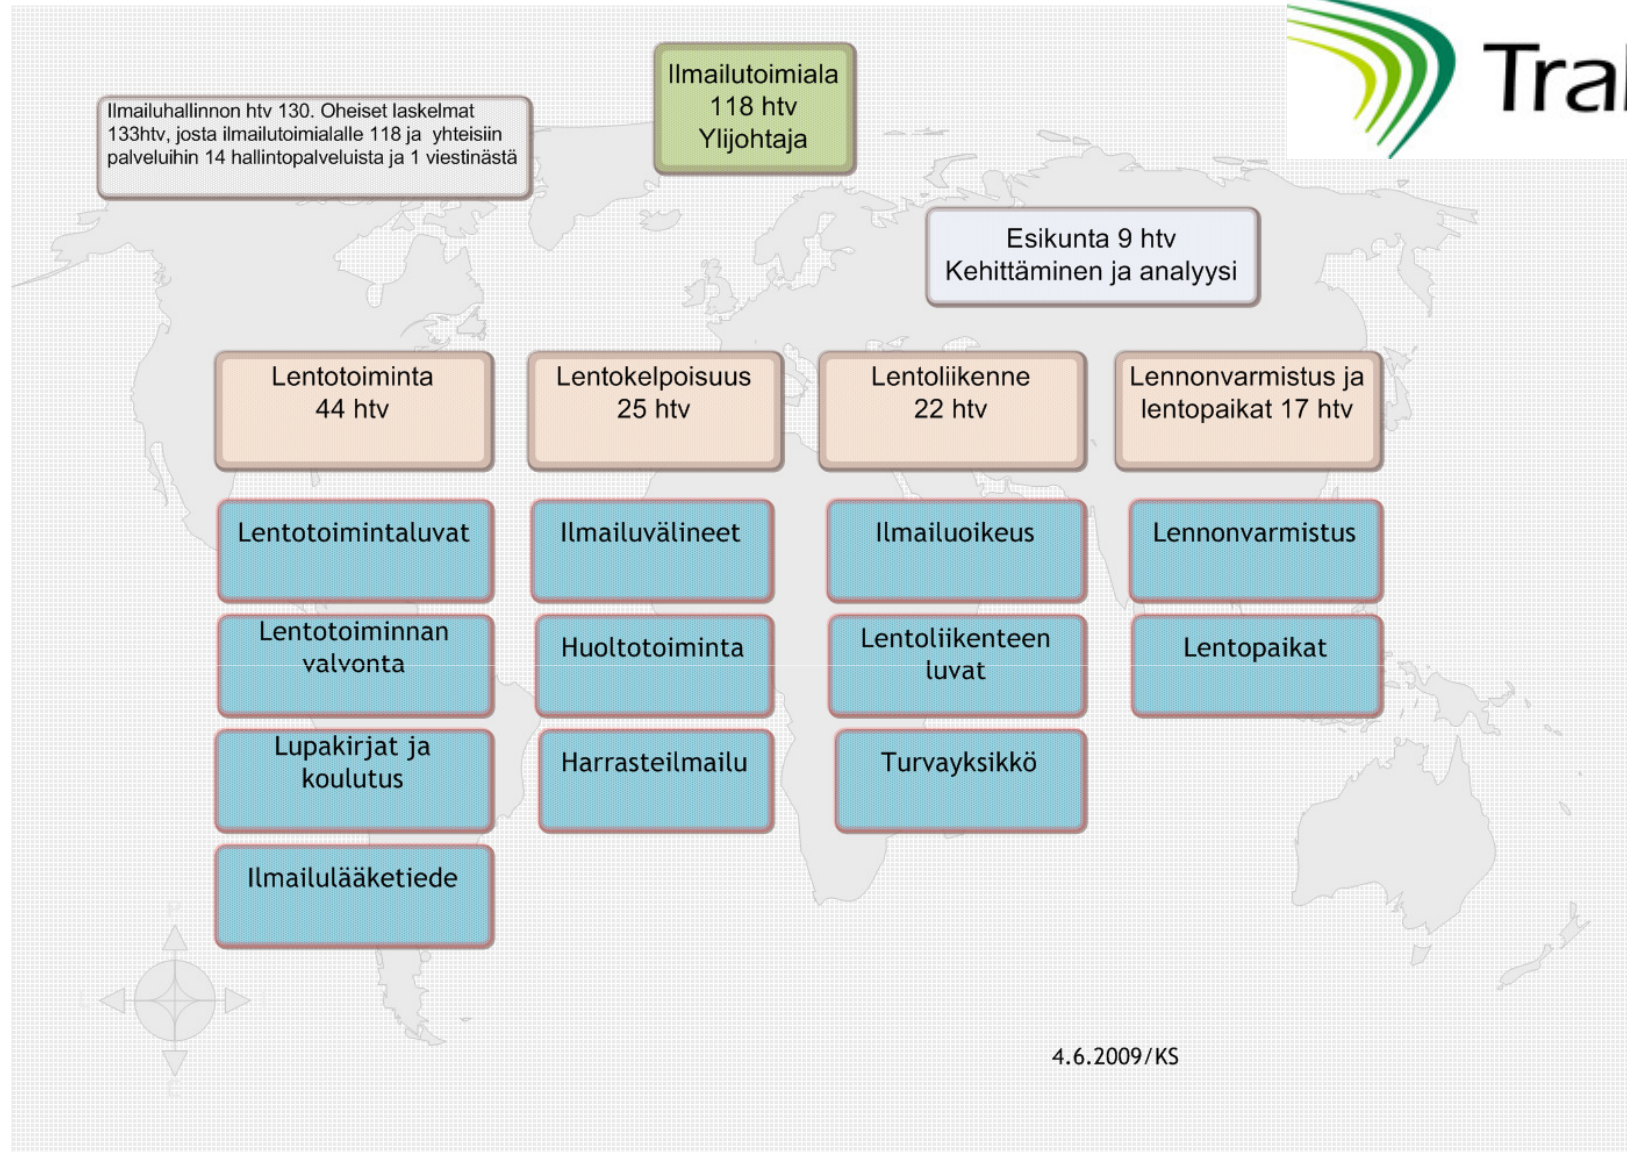 Ilmailutoimiala
118 htv
Ylijohtaja
Ilmailuhallinnon htv 130. Oheiset laskelmat
133htv, josta ilmailutoimialalle 118 ja yhteisiin
palveluihin 14 hallintopalveluista ja 1 viestinästä
Esikunta 9 htv
Kehittäminen ja analyysi
Lentotoiminta
44 htv
Lentokelpoisuus
25 htv
Lentoliikenne
22 htv
Lennonvarmistus ja
lentopaikat 17 htv
Lentotoimintaluvat
Ilmailuvälineet
Ilmailuoikeus
Lennonvarmistus
Lentotoiminnan
valvonta
Huoltotoiminta
Lentoliikenteen
luvat
Lentopaikat
Lupakirjat ja
koulutus
Harrasteilmailu
Turvayksikkö
Ilmailulääketiede
4.6.2009/KS